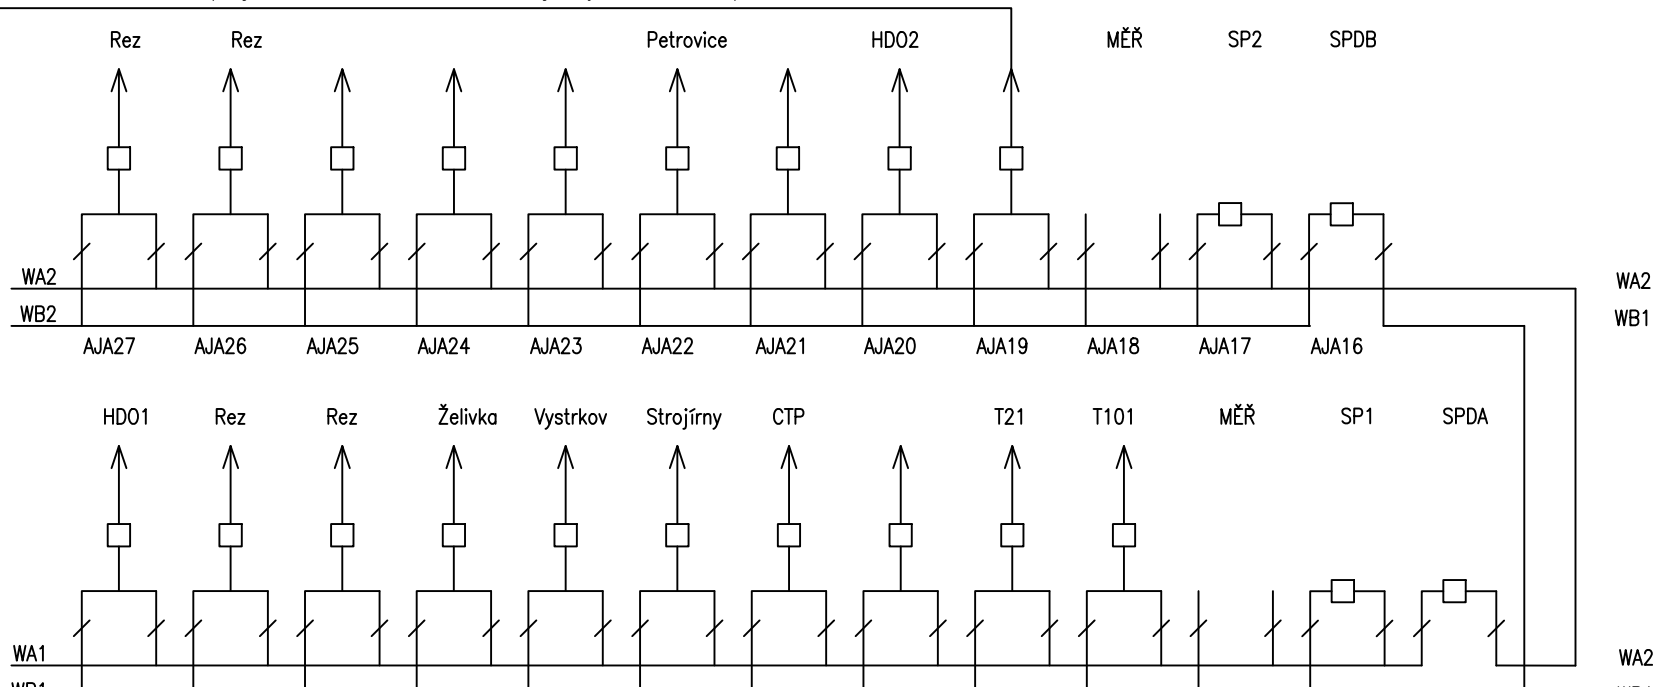 Rez Rez Petrovice HDO2 MĚŘ SP2 SPDB
WA2 WA2
WB2 WB1
AJA27 AJA26 AJA25 AJA24 AJA23 AJA22 AJA21 AJA20 AJA19 AJA18 AJA17 AJA16
HDO1 Rez Rez Želivka Vystrkov Strojírny CTP T21 T101 MĚŘ SP1 SPDA
WA1 WA2